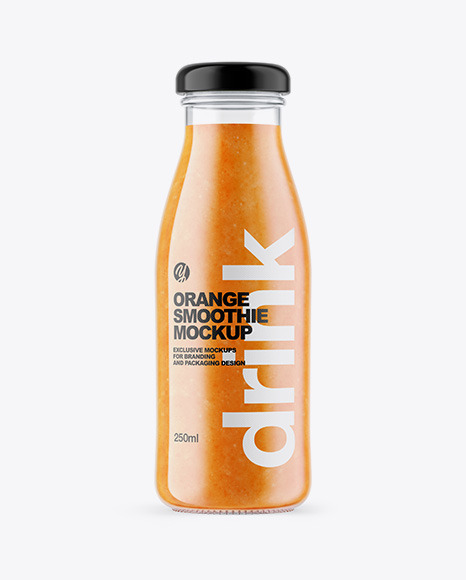 ORANGE
SMOOTHIE
MOCKUP
EXCLUSIVE MOCKUPS
FOR BRANDING
AND PACKAGING DESIGN
250ml
drink